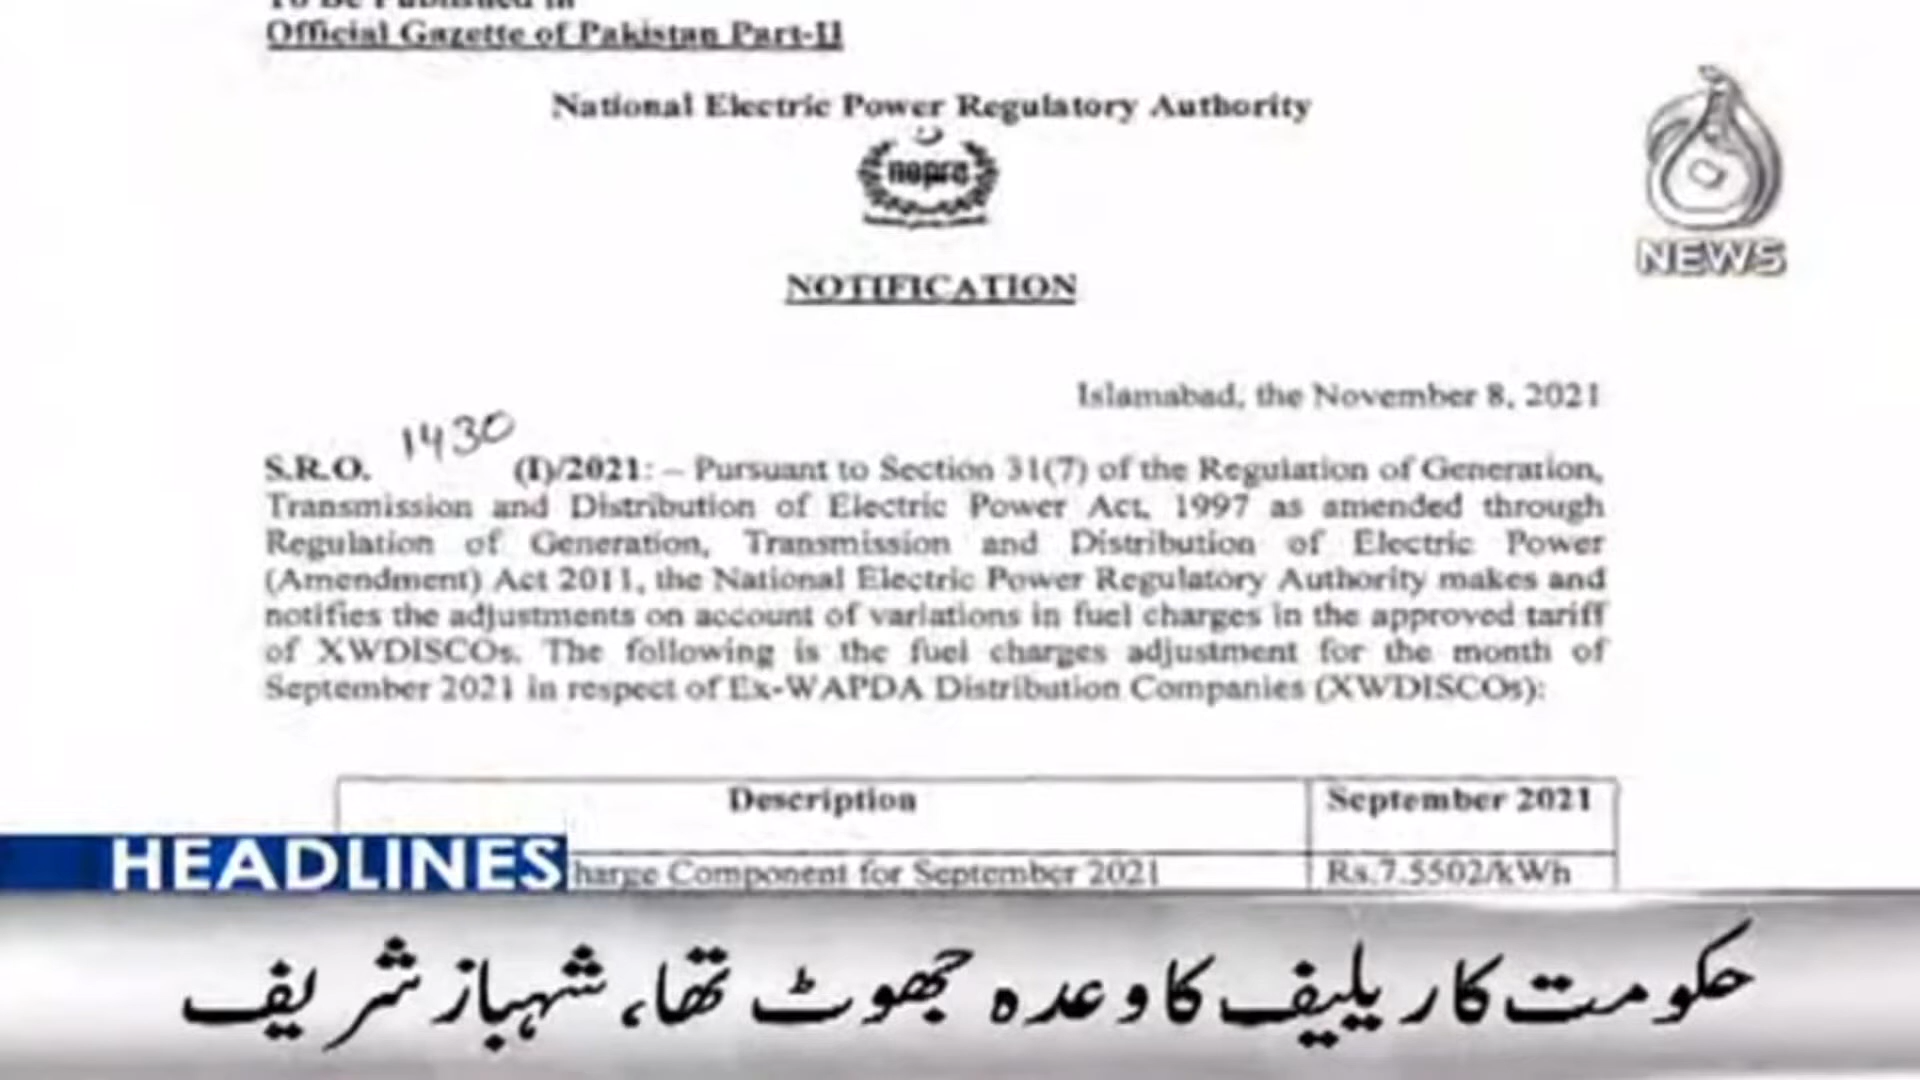 To Be Published in
Official Gazette of Pakistan Part-II
National Electric Power Regulatory Authority
nepra
NEWS
NOTIFICATION
Islamabad, the November 8, 2021
S.R.O. 1430 (I)/2021: – Pursuant to Section 31(7) of the Regulation of Generation,
Transmission and Distribution of Electric Power Act, 1997 as amended through
Regulation of Generation, Transmission and Distribution of Electric Power
(Amendment) Act 2011, the National Electric Power Regulatory Authority makes and
notifies the adjustments on account of variations in fuel charges in the approved tariff
of XWDISCOs. The following is the fuel charges adjustment for the month of
September 2021 in respect of Ex-WAPDA Distribution Companies (XWDISCOs):
Description September 2021
HEADLINES
harge Component for September 2021 Rs.7.5502/kWh
حکومت کا ریلیف کا وعدہ جھوٹ تھا، شہباز شریف